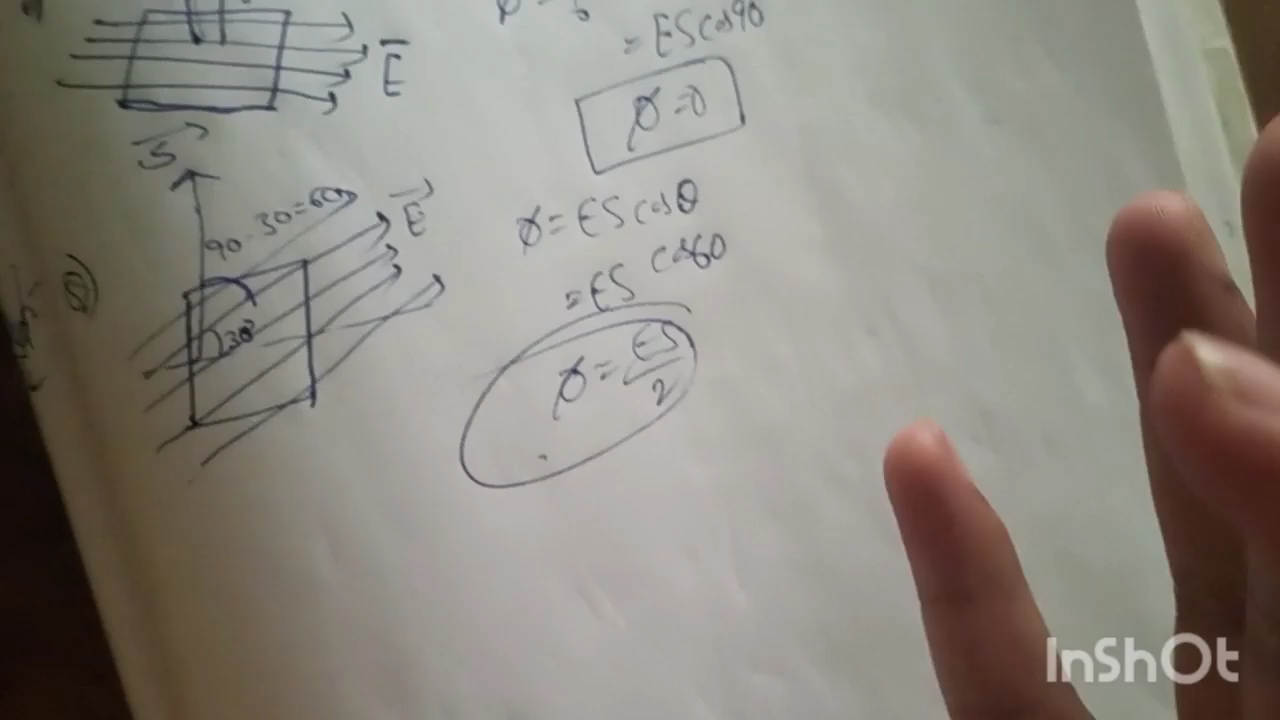 = ES cos 90
E
φ = 0
S
90 - 30 = 60
E
30°
φ = ES cos θ
= ES cos 60
φ = ES/2
InShOt